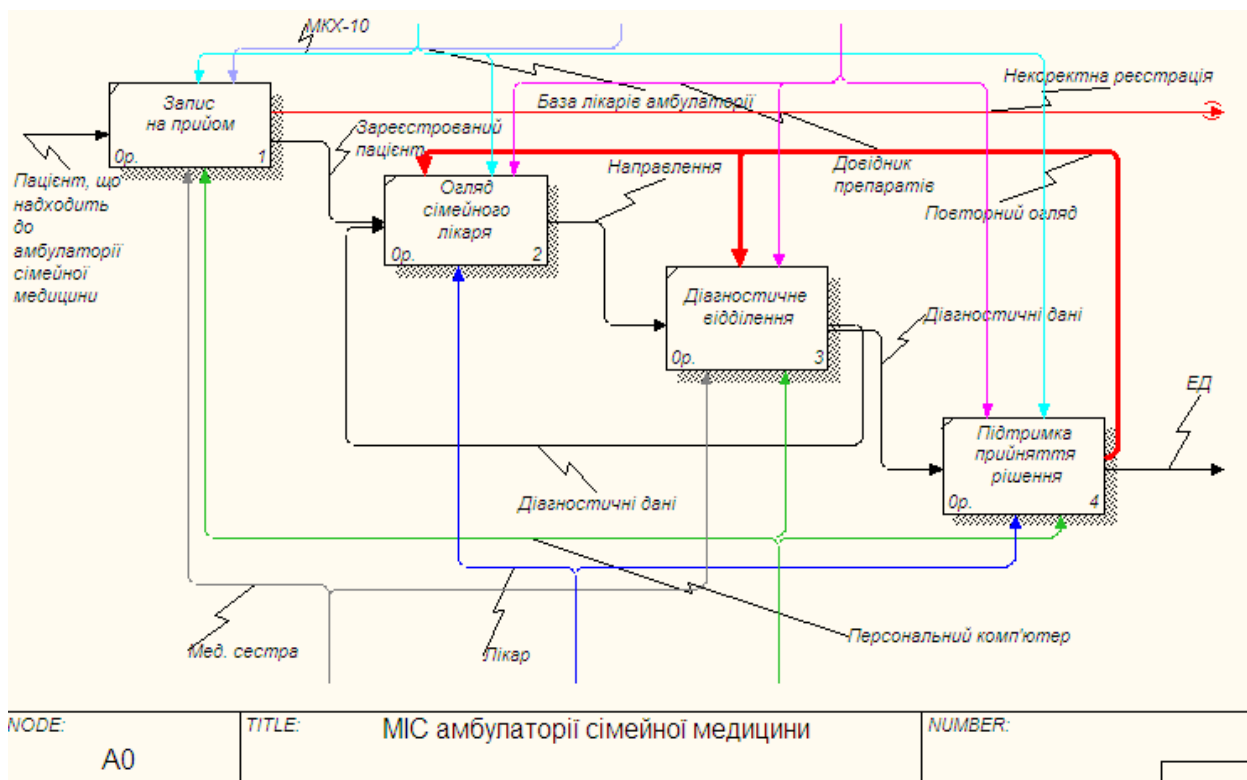 МКХ-10
Некоректна реєстрація
База лікарів амбулаторії
Запис
на прийом
0р.
1
Зареєстрований
пацієнт
Пацієнт, що
надходить
до
амбулаторії
сімейної
медицини
Направлення
Довідник
препаратів
Повторний огляд
Огляд
сімейного
лікаря
0р.
2
Діагностичне
відділення
0р.
3
Діагностичні дані
ЕД
Підтримка
прийняття
рішення
0р.
4
Діагностичні дані
Персональний комп'ютер
Мед. сестра
Лікар
NODE:
TITLE:
МІС амбулаторії сімейної медицини
NUMBER:
A0